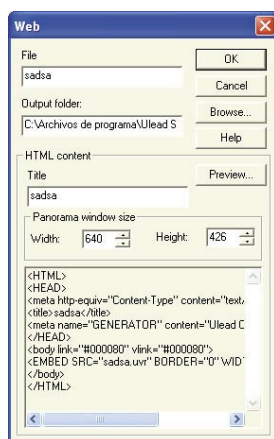 Web
File
OK
sadsa
Cancel
Output folder:
Browse...
C:\Archivos de programa\Ulead S
Help
HTML content
Title
Preview...
sadsa
Panorama window size
Width: 640 Height: 426
<HTML>
<HEAD>
<meta http-equiv="Content-Type" content="text/
<title>sadsa</title>
<meta name="GENERATOR" content="Ulead C
</HEAD>
<body link="#000080" vlink="#000080">
<EMBED SRC="sadsa.uvr" BORDER="0" WID
</body>
</HTML>